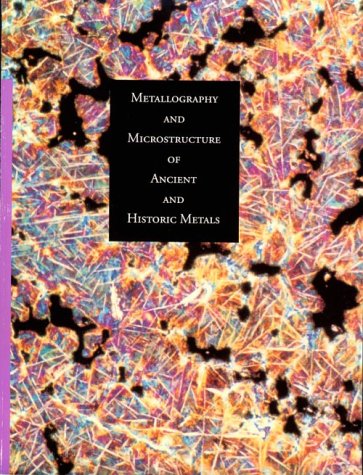 METALLOGRAPHY
AND
MICROSTRUCTURE
OF
ANCIENT
AND
HISTORIC METALS